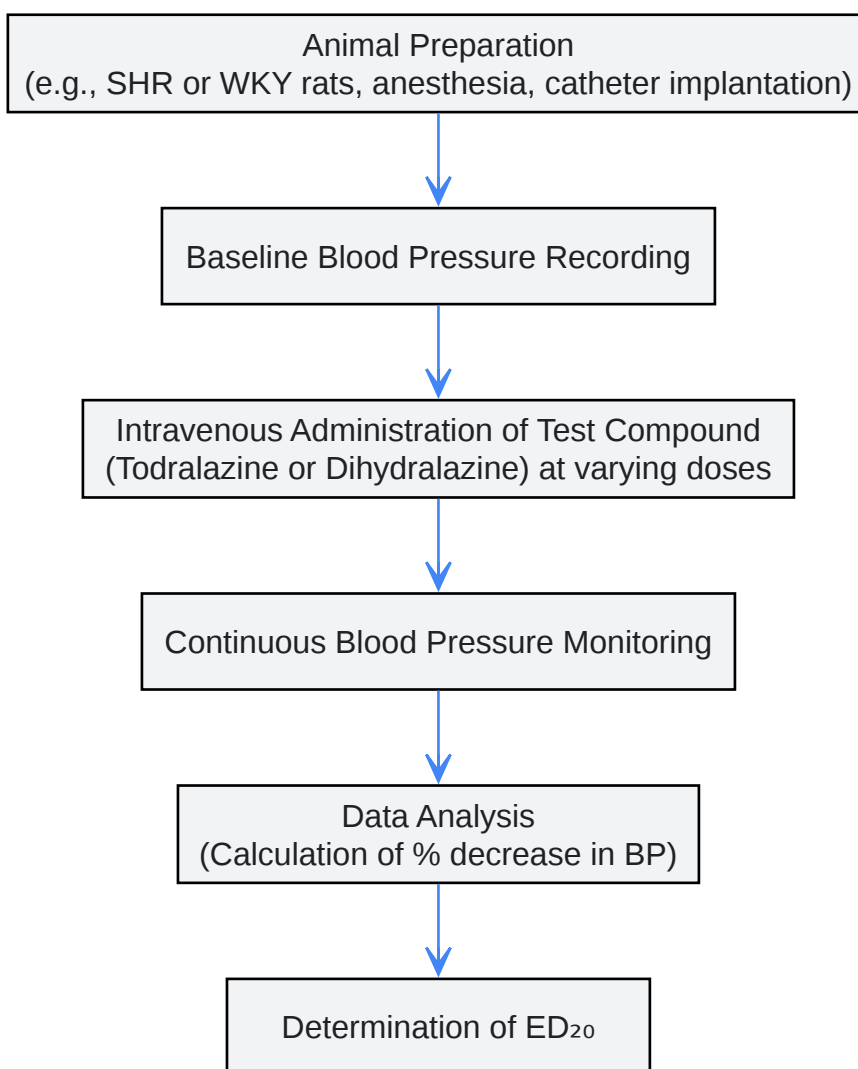 Animal Preparation
(e.g., SHR or WKY rats, anesthesia, catheter implantation)
Baseline Blood Pressure Recording
Intravenous Administration of Test Compound
(Todralazine or Dihydralazine) at varying doses
Continuous Blood Pressure Monitoring
Data Analysis
(Calculation of % decrease in BP)
Determination of ED₂₀